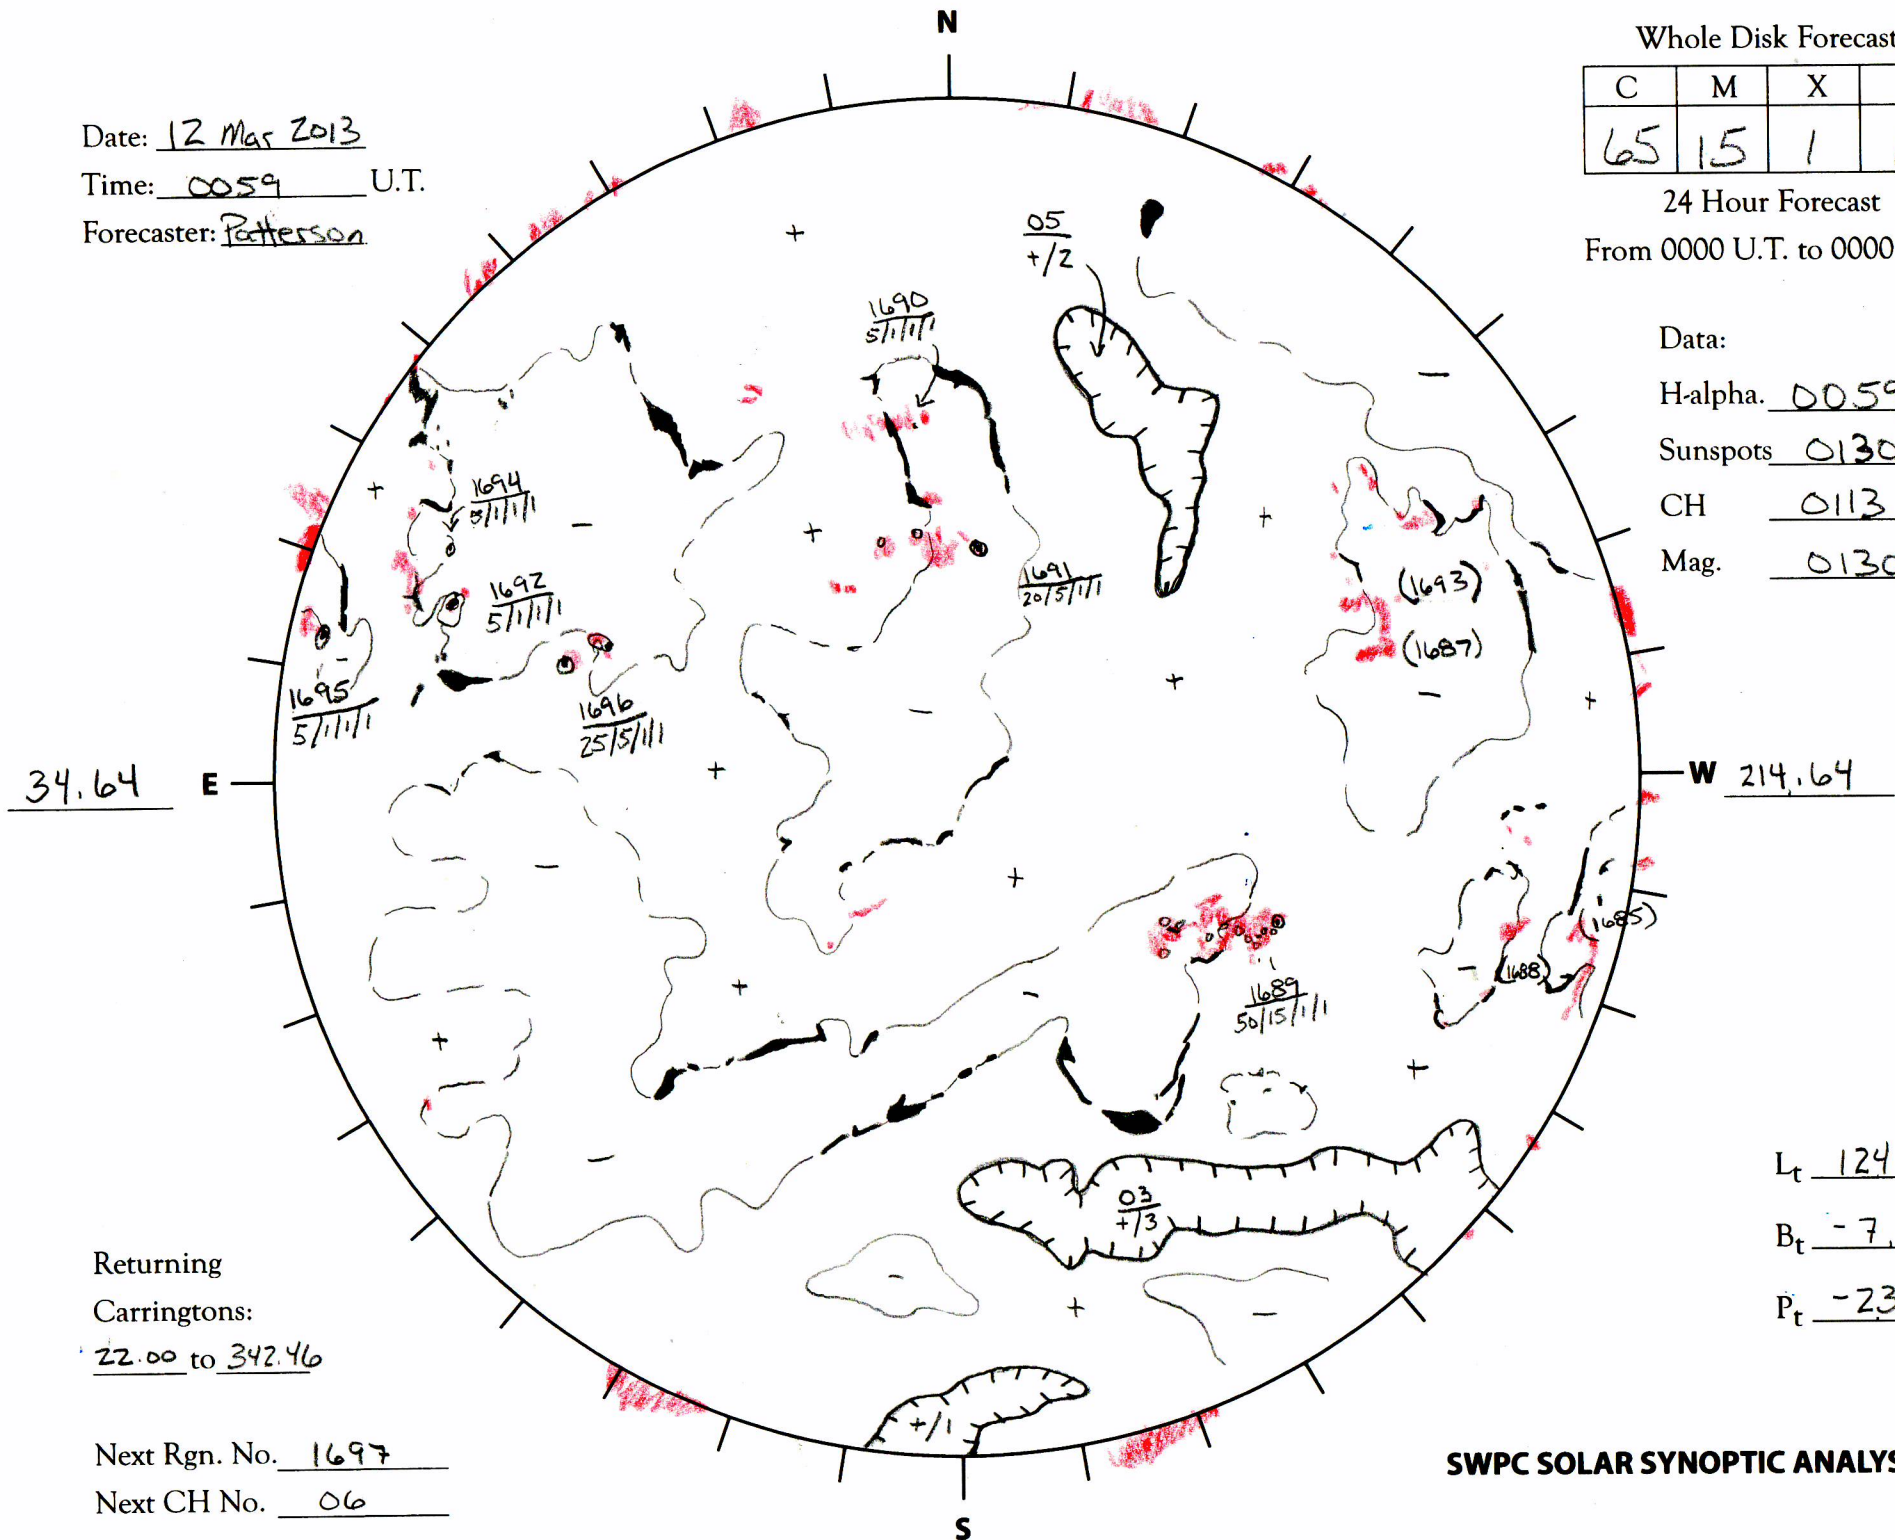 N
Whole Disk Forecast
C M X
65 15 1
24 Hour Forecast
From 0000 U.T. to 0000
Date: 12 Mar 2013
Time: 0059 U.T.
Forecaster: Patterson
Data:
H-alpha. 0059
Sunspots 0130
CH 0113
Mag. 0130
05
+/2
1690
5/1/1/1
1694
5/1/1/1
1692
5/1/1/1
1691
20/5/1/1
(1693)
(1687)
1695
5/1/1/1
1696
25/5/1/1
34.64 E
W 214.64
(1685)
(1688)
1689
50/15/1/1
03
+/3
+/1
Lt 124
Bt -7.
Pt -23
Returning
Carringtons:
22.00 to 342.46
Next Rgn. No. 1697
Next CH No. 06
SWPC SOLAR SYNOPTIC ANALYS
S